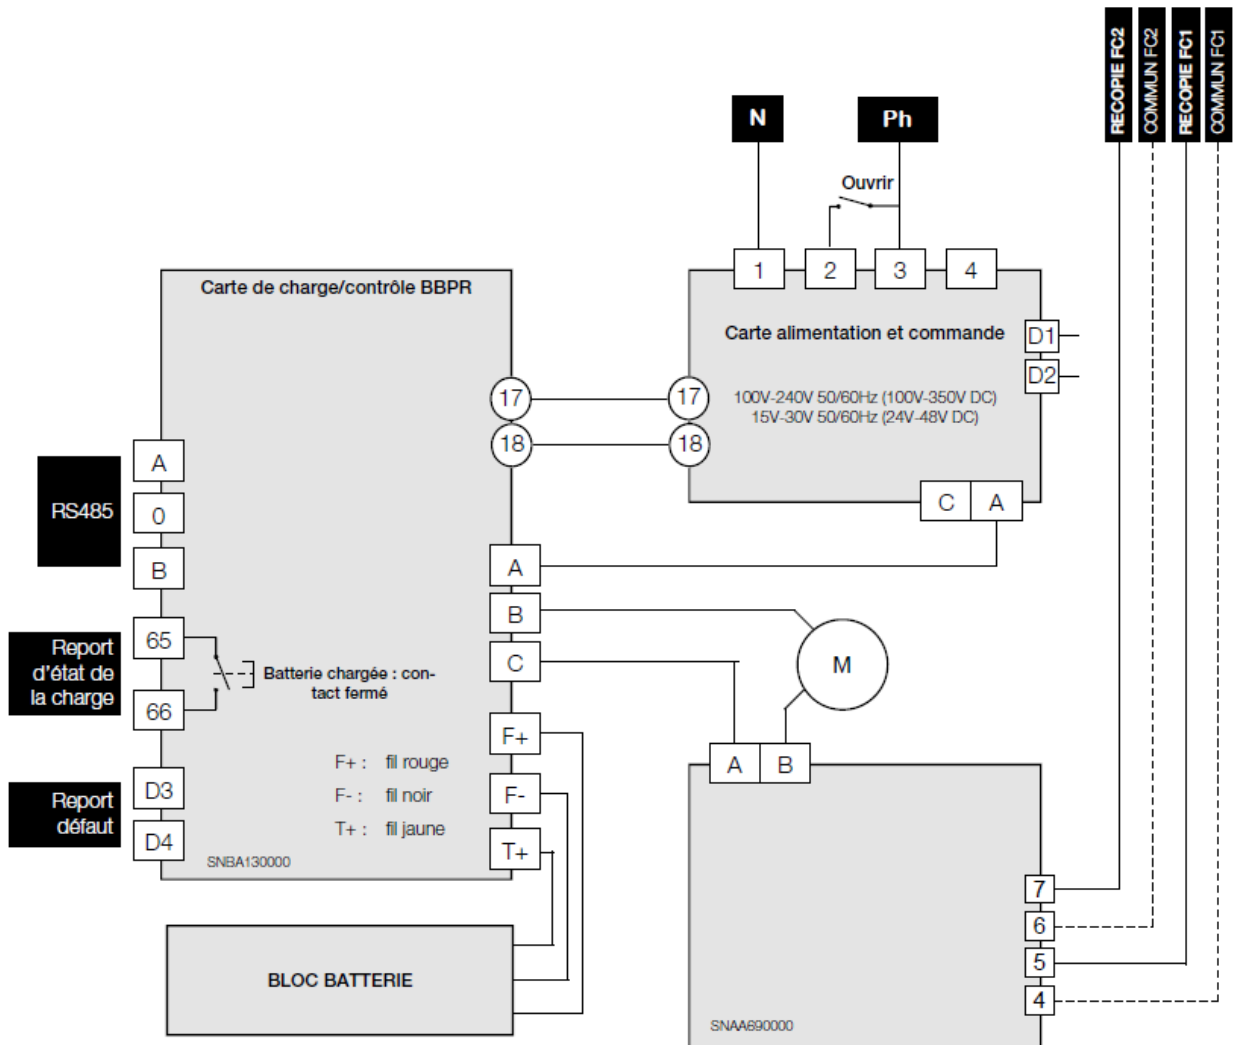 RECOPIE FC2
COMMUN FC2
RECOPIE FC1
COMMUN FC1
N
Ph
Ouvrir
1
2
3
4
Carte de charge/contrôle BBPR
Carte alimentation et commande
D1
D2
100V-240V 50/60Hz (100V-350V DC)
15V-30V 50/60Hz (24V-48V DC)
17
17
18
18
C
A
RS485
A
0
B
A
B
C
M
Report
d'état de
la charge
65
66
Batterie chargée : con-
tact fermé
F+
F-
T+
F+ : fil rouge
F- : fil noir
T+ : fil jaune
Report
défaut
D3
D4
SNBA130000
A
B
7
6
5
4
BLOC BATTERIE
SNAA690000